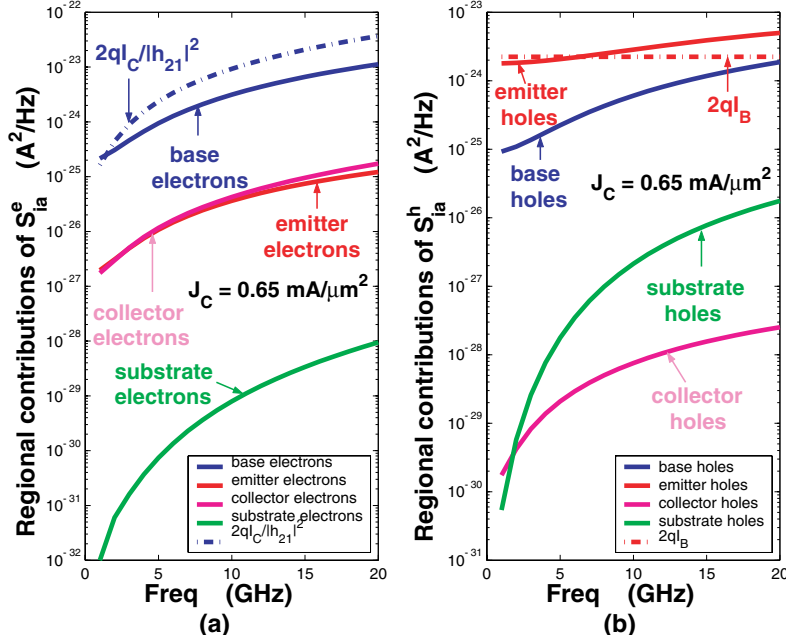 Regional contributions of S_ia^e (A^2/Hz)
10^-22
10^-23
10^-24
10^-25
10^-26
10^-27
10^-28
10^-29
10^-30
10^-31
10^-32
2qI_C/|h_21|^2
base
electrons
emitter
electrons
J_C = 0.65 mA/μm^2
collector
electrons
substrate
electrons
base electrons
emitter electrons
collector electrons
substrate electrons
2qI_C/|h_21|^2
0 5 10 15 20
Freq (GHz)
(a)
Regional contributions of S_ia^h (A^2/Hz)
10^-23
10^-24
10^-25
10^-26
10^-27
10^-28
10^-29
10^-30
10^-31
emitter
holes
2qI_B
base
holes
J_C = 0.65 mA/μm^2
substrate
holes
collector
holes
base holes
emitter holes
collector holes
substrate holes
2qI_B
0 5 10 15 20
Freq (GHz)
(b)